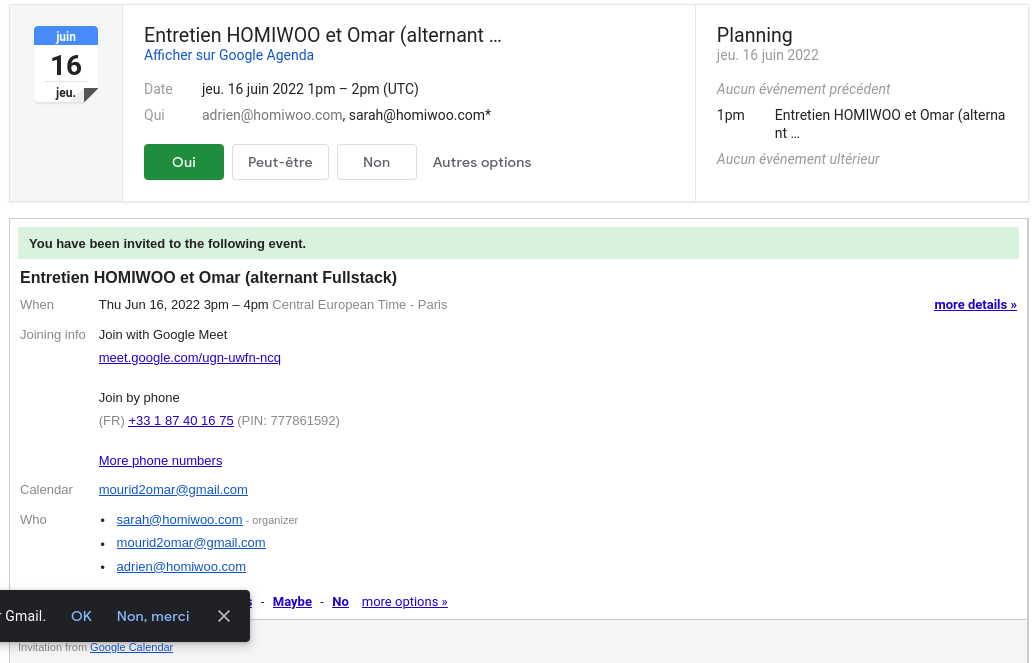 juin
16
jeu.
Entretien HOMIWOO et Omar (alternant ...
Afficher sur Google Agenda
Date jeu. 16 juin 2022 1pm – 2pm (UTC)
Qui adrien@homiwoo.com, sarah@homiwoo.com*
Oui Peut-être Non Autres options
Planning
jeu. 16 juin 2022
Aucun événement précédent
1pm Entretien HOMIWOO et Omar (alterna
nt ...
Aucun événement ultérieur
You have been invited to the following event.
Entretien HOMIWOO et Omar (alternant Fullstack)
When Thu Jun 16, 2022 3pm – 4pm Central European Time - Paris
more details »
Joining info Join with Google Meet
meet.google.com/ugn-uwfn-ncq
Join by phone
(FR) +33 1 87 40 16 75 (PIN: 777861592)
More phone numbers
Calendar mourid2omar@gmail.com
Who • sarah@homiwoo.com - organizer
• mourid2omar@gmail.com
• adrien@homiwoo.com
- Maybe - No more options »
Gmail. OK Non, merci
Invitation from Google Calendar